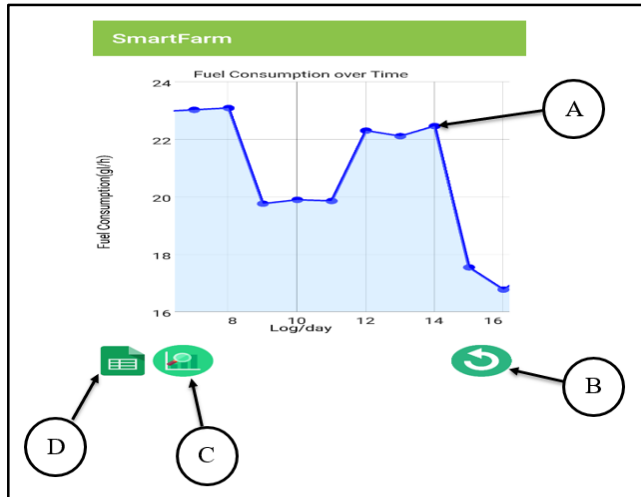 SmartFarm
Fuel Consumption over Time
24
22
20
18
16
Fuel Consumption(gl/h)
8 10 12 14 16
Log/day
A
B
C
D